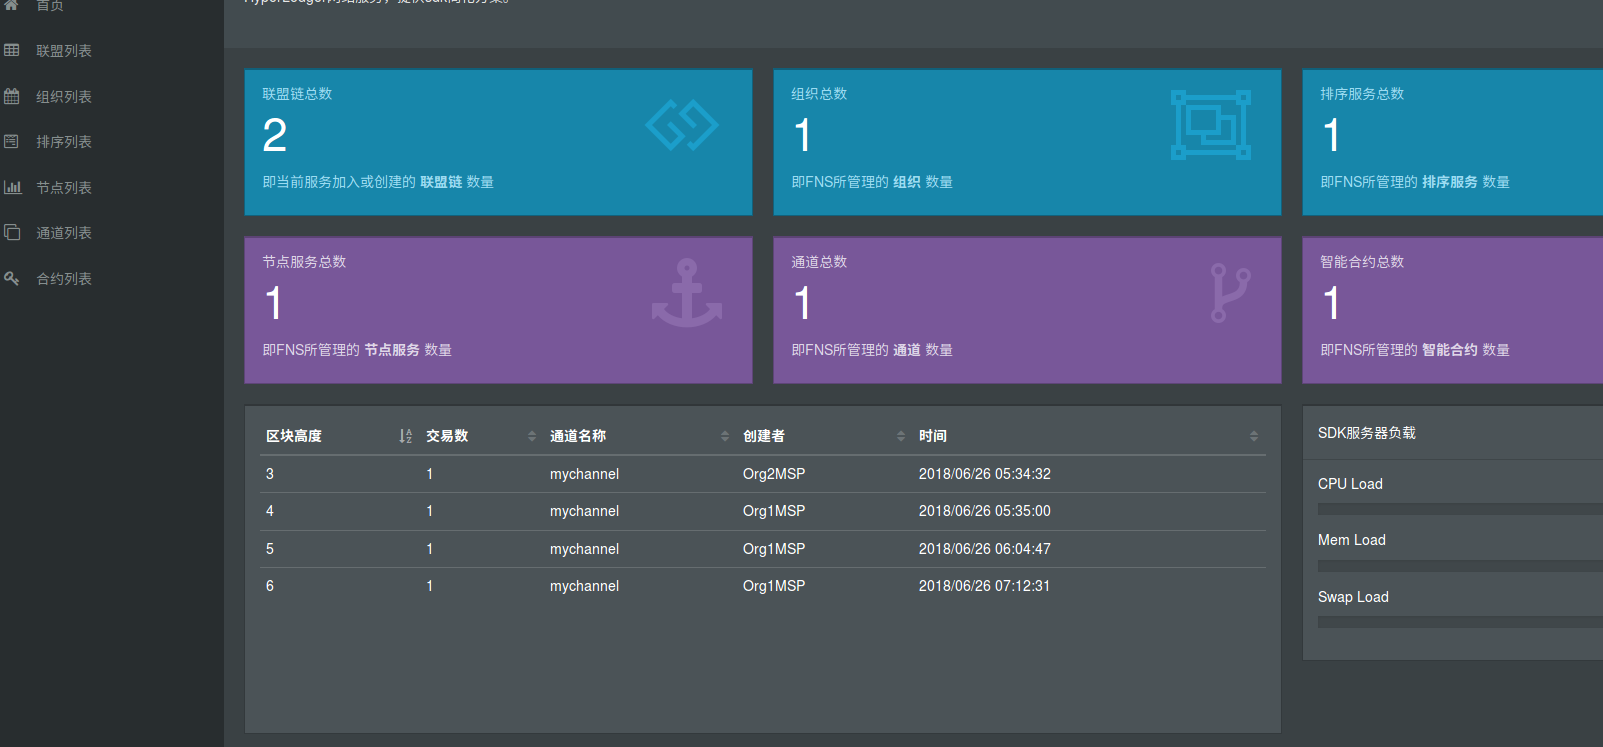 首页
联盟列表
组织列表
排序列表
节点列表
通道列表
合约列表
联盟链总数
2
即当前服务加入或创建的 联盟链 数量
组织总数
1
即FNS所管理的 组织 数量
排序服务总数
1
即FNS所管理的 排序服务 数量
节点服务总数
1
即FNS所管理的 节点服务 数量
通道总数
1
即FNS所管理的 通道 数量
智能合约总数
1
即FNS所管理的 智能合约 数量
区块高度 交易数 通道名称 创建者 时间
3 1 mychannel Org2MSP 2018/06/26 05:34:32
4 1 mychannel Org1MSP 2018/06/26 05:35:00
5 1 mychannel Org1MSP 2018/06/26 06:04:47
6 1 mychannel Org1MSP 2018/06/26 07:12:31
SDK服务器负载
CPU Load
Mem Load
Swap Load